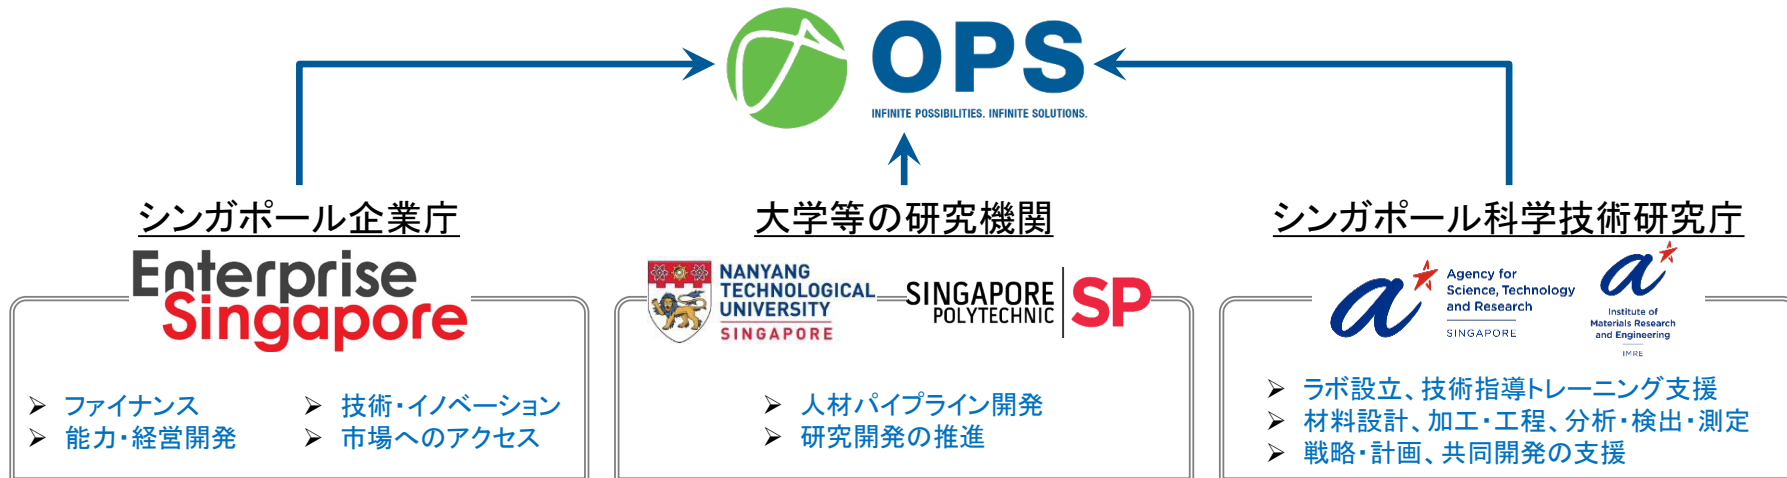 OPS
INFINITE POSSIBILITIES. INFINITE SOLUTIONS.
シンガポール企業庁
Enterprise
Singapore
➢ ファイナンス
➢ 能力・経営開発
➢ 技術・イノベーション
➢ 市場へのアクセス
大学等の研究機関
NANYANG
TECHNOLOGICAL
UNIVERSITY
SINGAPORE
SINGAPORE
POLYTECHNIC
SP
➢ 人材パイプライン開発
➢ 研究開発の推進
シンガポール科学技術研究庁
Agency for
Science, Technology
and Research
SINGAPORE
Institute of
Materials Research
and Engineering
IMRE
➢ ラボ設立、技術指導トレーニング支援
➢ 材料設計、加工・工程、分析・検出・測定
➢ 戦略・計画、共同開発の支援